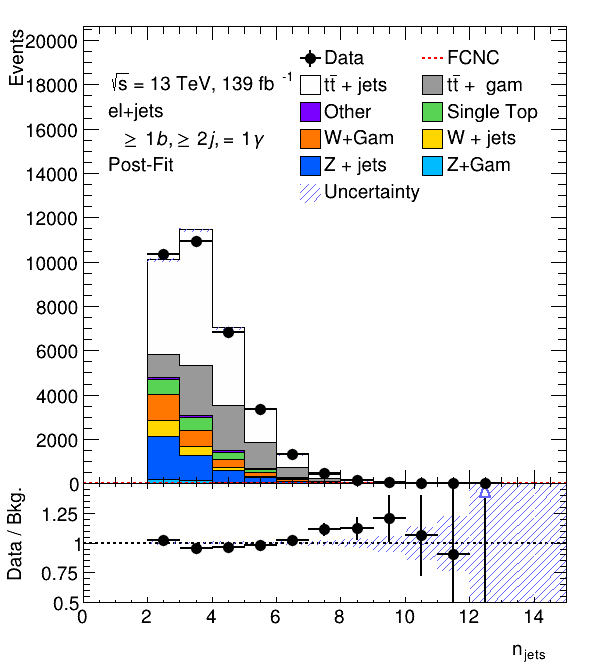 Events
20000
18000
16000
14000
12000
10000
8000
6000
4000
2000
0
√s = 13 TeV, 139 fb⁻¹
el+jets
≥ 1b, ≥ 2j, = 1γ
Post-Fit
Data
FCNC
tt̄ + jets
tt̄ + gam
Other
Single Top
W+Gam
W + jets
Z + jets
Z+Gam
Uncertainty
Data / Bkg.
1.25
1
0.75
0.5
0 2 4 6 8 10 12 14
n_jets